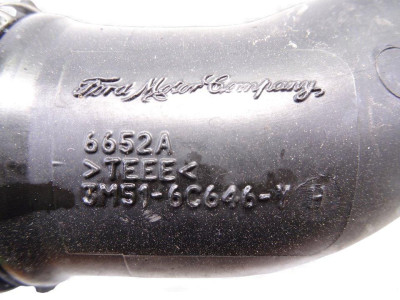 Ford Motor Company,
6652A
>TEEE<
3M51-6C646-Y